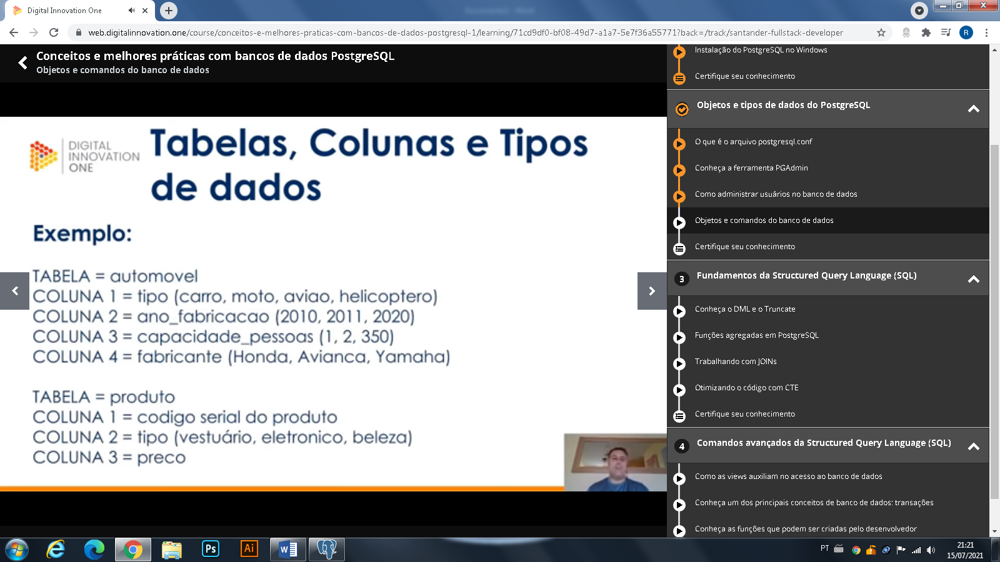 Digital Innovation One
web.digitalinnovation.one/course/conceitos-e-melhores-praticas-com-bancos-de-dados-postgresql-1/learning/71cd9df0-bf08-49d7-a1a7-5e7f36a55771?back=/track/santander-fullstack-developer
R
Conceitos e melhores práticas com bancos de dados PostgreSQL
Objetos e comandos do banco de dados
DIGITAL
INNOVATION
ONE
Tabelas, Colunas e Tipos
de dados
Exemplo:
TABELA = automovel
COLUNA 1 = tipo (carro, moto, aviao, helicoptero)
COLUNA 2 = ano_fabricacao (2010, 2011, 2020)
COLUNA 3 = capacidade_pessoas (1, 2, 350)
COLUNA 4 = fabricante (Honda, Avianca, Yamaha)
TABELA = produto
COLUNA 1 = codigo serial do produto
COLUNA 2 = tipo (vestuário, eletronico, beleza)
COLUNA 3 = preco
Instalação do PostgreSQL no Windows
Certifique seu conhecimento
Objetos e tipos de dados do PostgreSQL
O que é o arquivo postgresql.conf
Conheça a ferramenta PGAdmin
Como administrar usuários no banco de dados
Objetos e comandos do banco de dados
Certifique seu conhecimento
3 Fundamentos da Structured Query Language (SQL)
Conheça o DML e o Truncate
Funções agregadas em PostgreSQL
Trabalhando com JOINs
Otimizando o código com CTE
Certifique seu conhecimento
4 Comandos avançados da Structured Query Language (SQL)
Como as views auxiliam no acesso ao banco de dados
Conheça um dos principais conceitos de banco de dados: transações
Conheça as funções que podem ser criadas pelo desenvolvedor
Ps
Ai
W
PT
21:21
15/07/2021